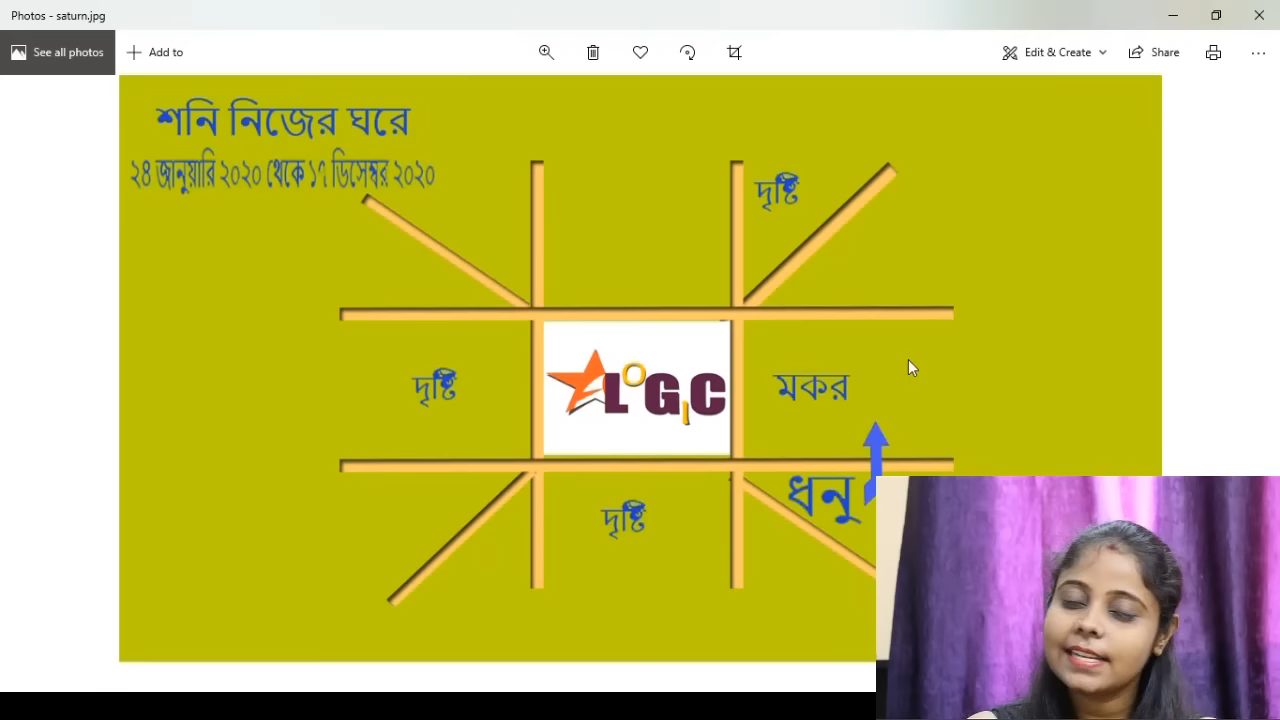 Photos - saturn.jpg
See all photos
Add to
Edit & Create
Share
শনি নিজের ঘরে
২৪ জানুয়ারি ২০২০ থেকে ১৭ ডিসেম্বর ২০২০
দৃষ্টি
দৃষ্টি
ALOGiC
মকর
ধনু
দৃষ্টি